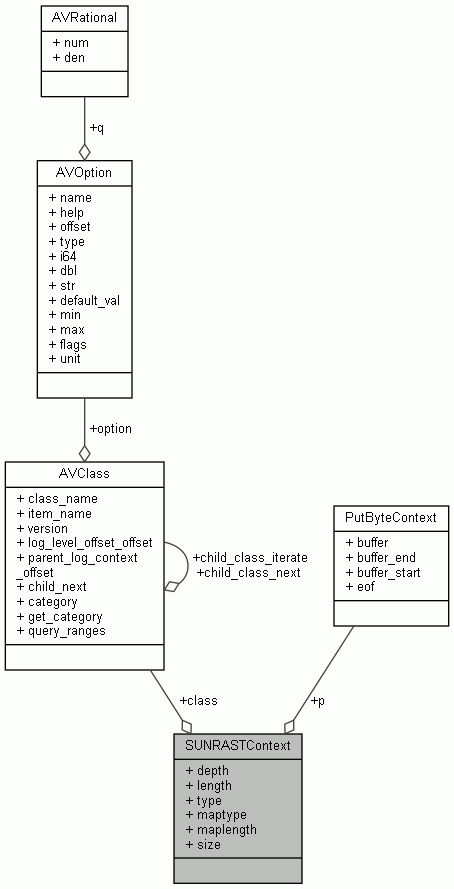 AVRational
+ num
+ den
+q
AVOption
+ name
+ help
+ offset
+ type
+ i64
+ dbl
+ str
+ default_val
+ min
+ max
+ flags
+ unit
+option
AVClass
+ class_name
+ item_name
+ version
+ log_level_offset_offset
+ parent_log_context
_offset
+ child_next
+ category
+ get_category
+ query_ranges
+child_class_iterate
+child_class_next
PutByteContext
+ buffer
+ buffer_end
+ buffer_start
+ eof
+class
+p
SUNRASTContext
+ depth
+ length
+ type
+ maptype
+ maplength
+ size